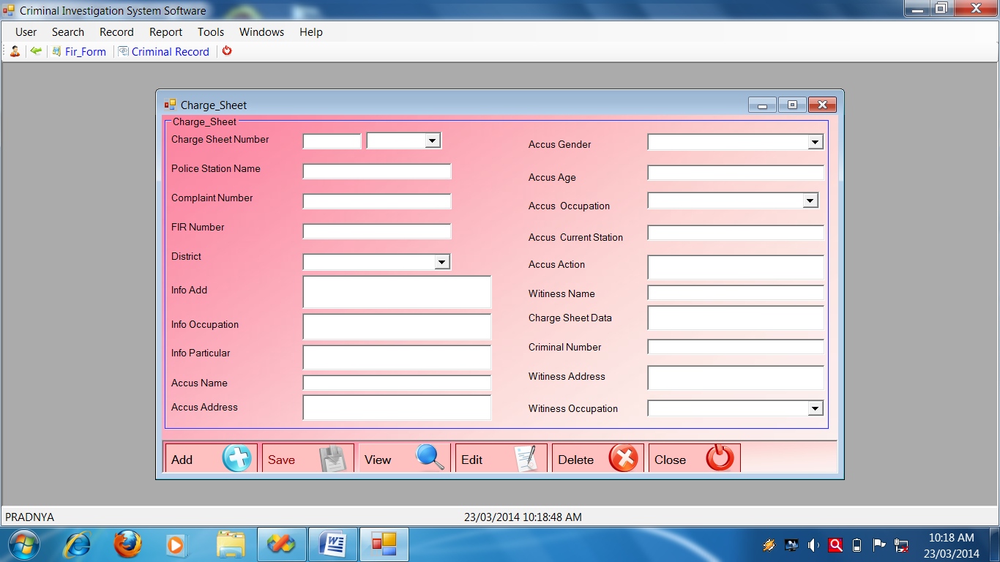 Criminal Investigation System Software
User Search Record Report Tools Windows Help
Fir_Form Criminal Record
Charge_Sheet
Charge_Sheet
Charge Sheet Number
Police Station Name
Complaint Number
FIR Number
District
Info Add
Info Occupation
Info Particular
Accus Name
Accus Address
Accus Gender
Accus Age
Accus Occupation
Accus Current Station
Accus Action
Witiness Name
Charge Sheet Data
Criminal Number
Witiness Address
Witiness Occupation
Add Save View Edit Delete Close
PRADNYA 23/03/2014 10:18:48 AM
10:18 AM
23/03/2014